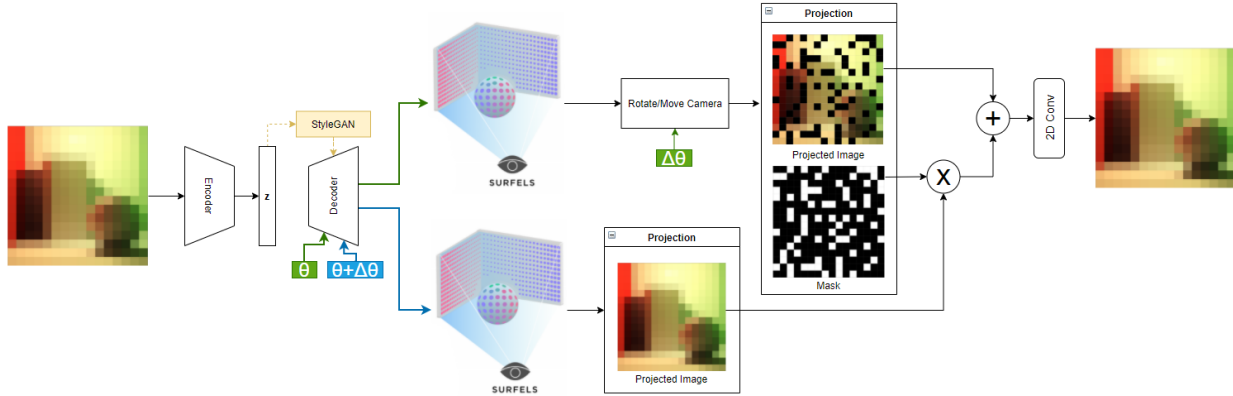 Encoder
z
StyleGAN
Decoder
θ
θ+Δθ
SURFELS
Rotate/Move Camera
Δθ
Projection
Projected Image
Mask
SURFELS
Projection
Projected Image
X
+
2D Conv